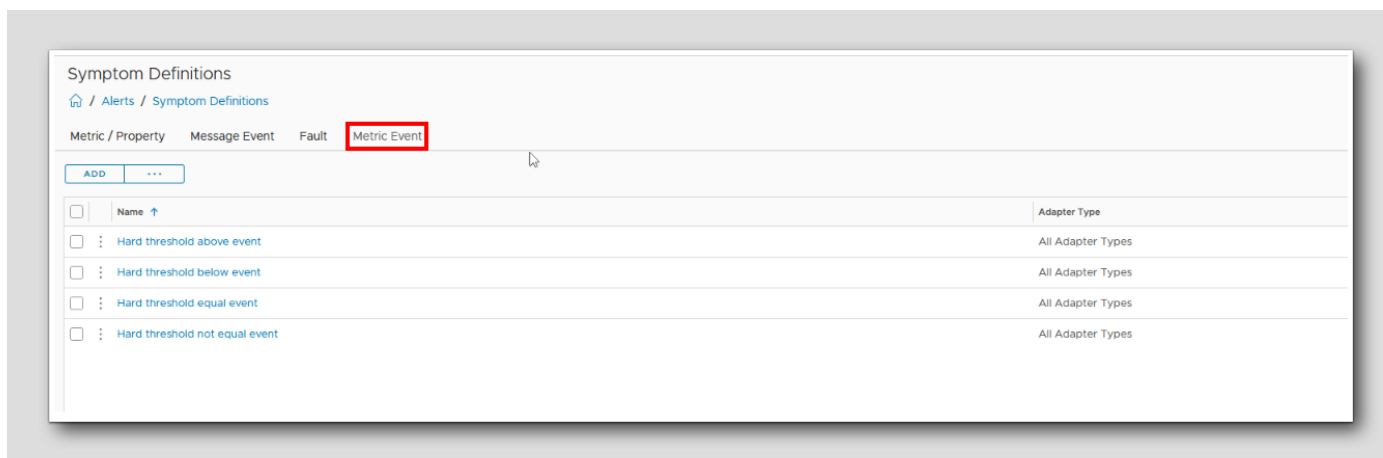 Symptom Definitions
/ Alerts / Symptom Definitions
Metric / Property Message Event Fault Metric Event
ADD ...
Name ↑ Adapter Type
Hard threshold above event All Adapter Types
Hard threshold below event All Adapter Types
Hard threshold equal event All Adapter Types
Hard threshold not equal event All Adapter Types